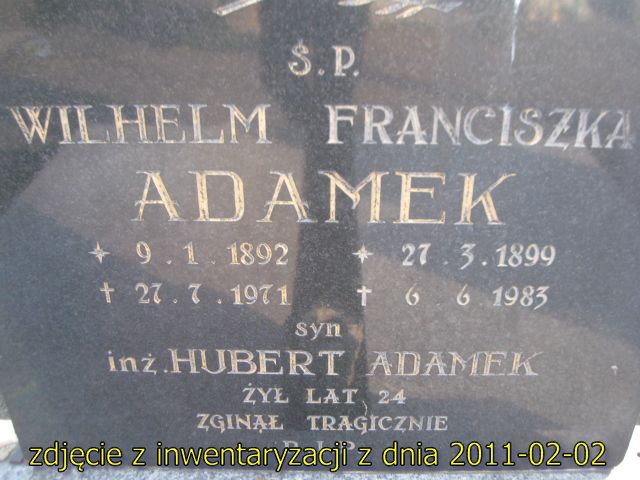 Ś.P.
WILHELM FRANCISZKA
ADAMEK
✶ 9.1.1892 ✶ 27.3.1899
† 27.7.1971 † 6.6.1983
syn
inż. HUBERT ADAMEK
ŻYŁ LAT 24
ZGINĄŁ TRAGICZNIE
zdjęcie z inwentaryzacji z dnia 2011-02-02